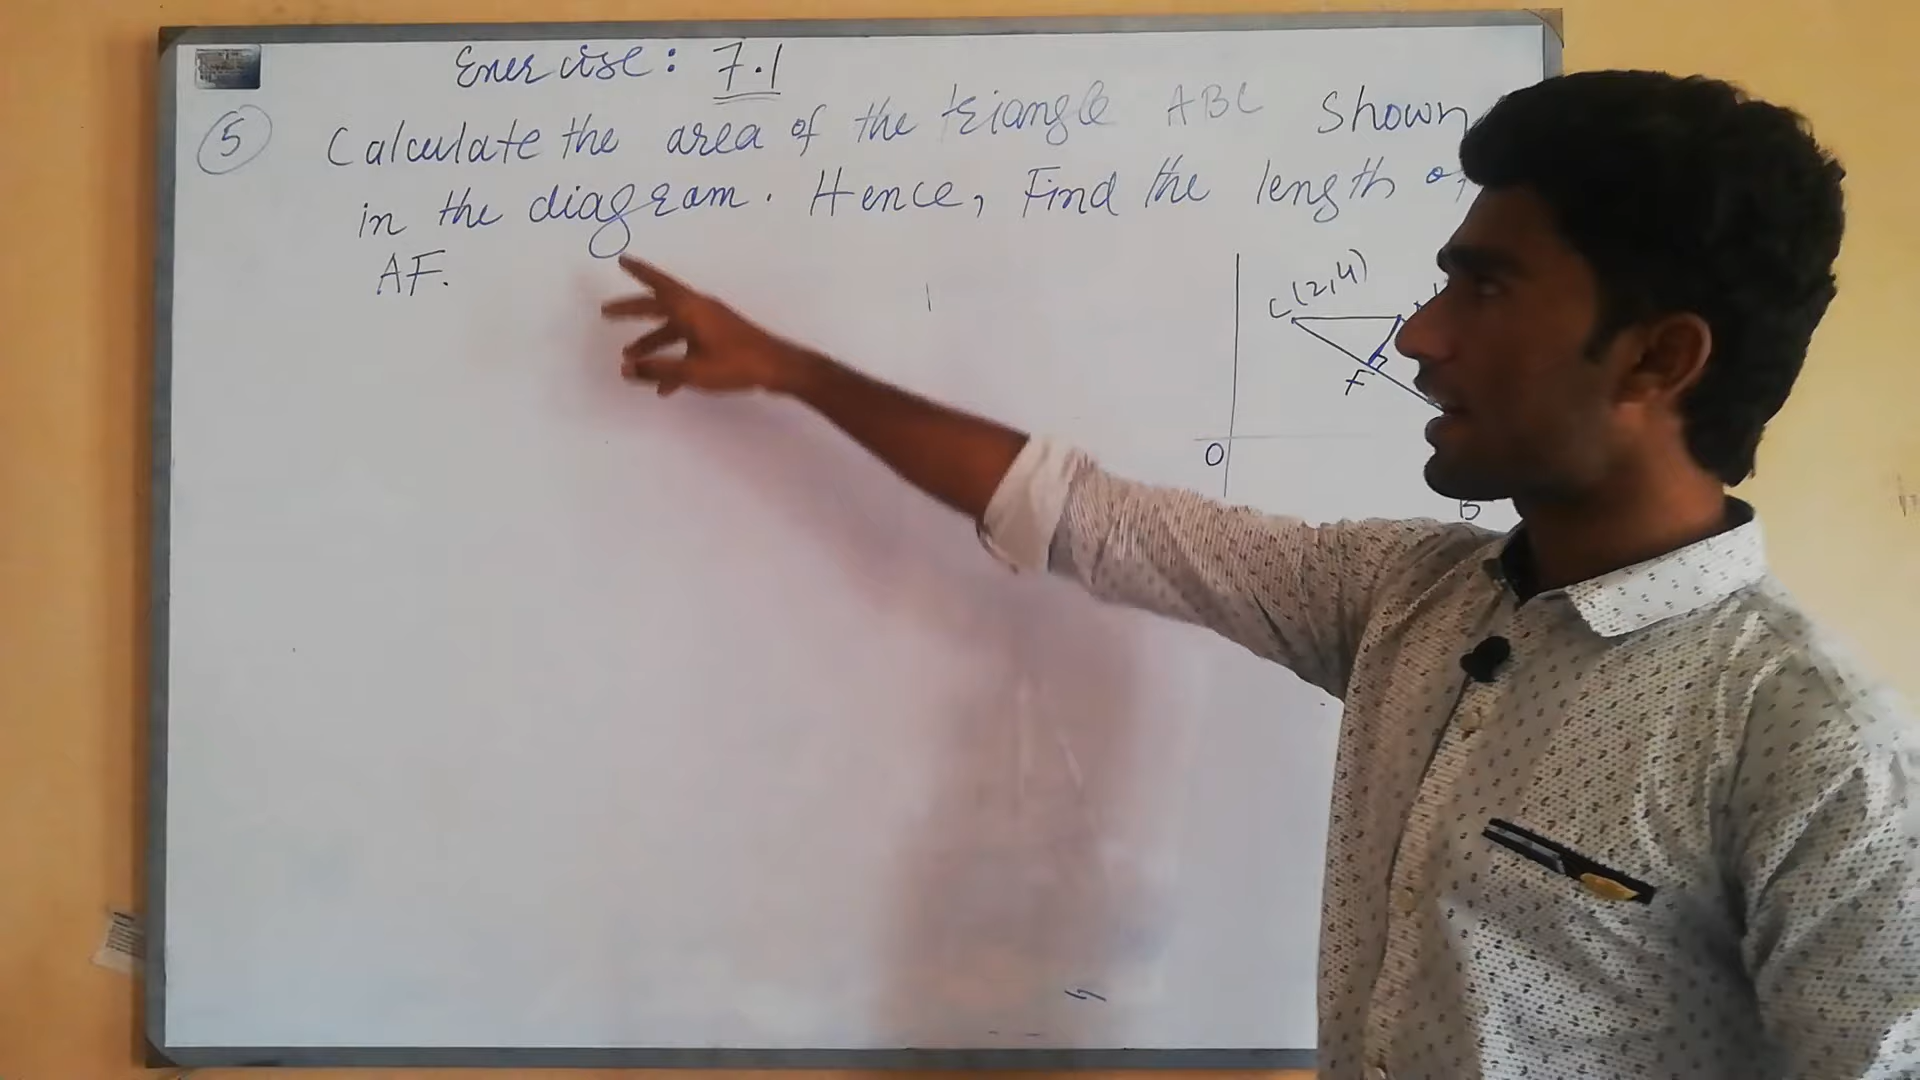 Exercise: 7.1
5 Calculate the area of the triangle ABC shown
in the diagram. Hence, Find the length of
AF.
C(2,4)
F
O
B